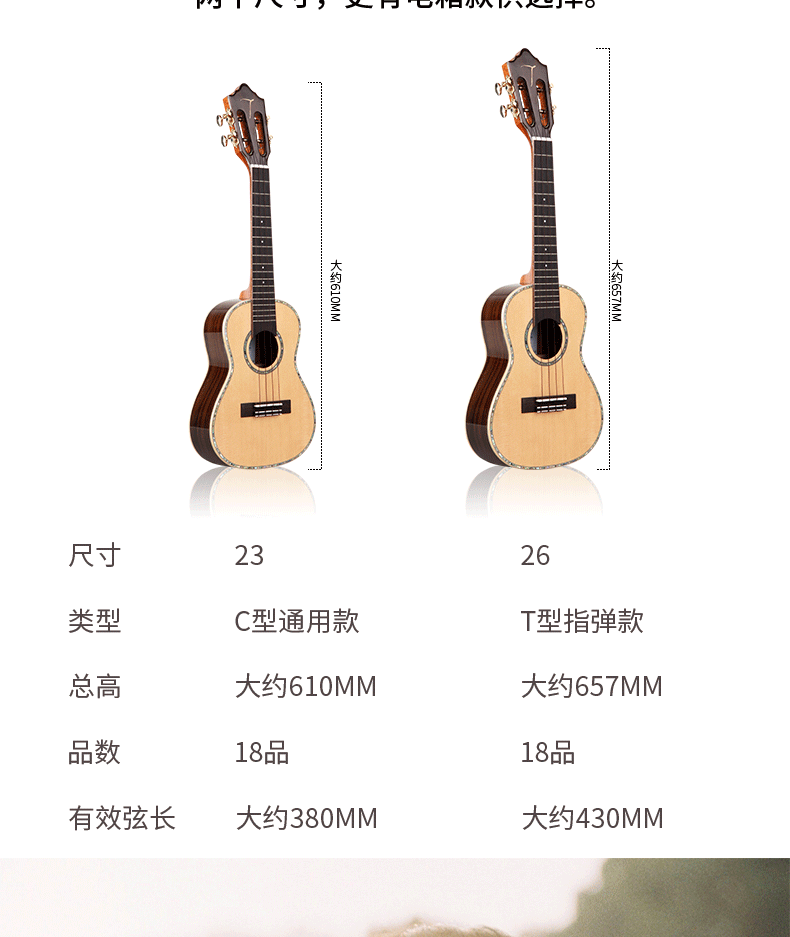 大约610MM
大约657MM
尺寸 23 26
类型 C型通用款 T型指弹款
总高 大约610MM 大约657MM
品数 18品 18品
有效弦长 大约380MM 大约430MM